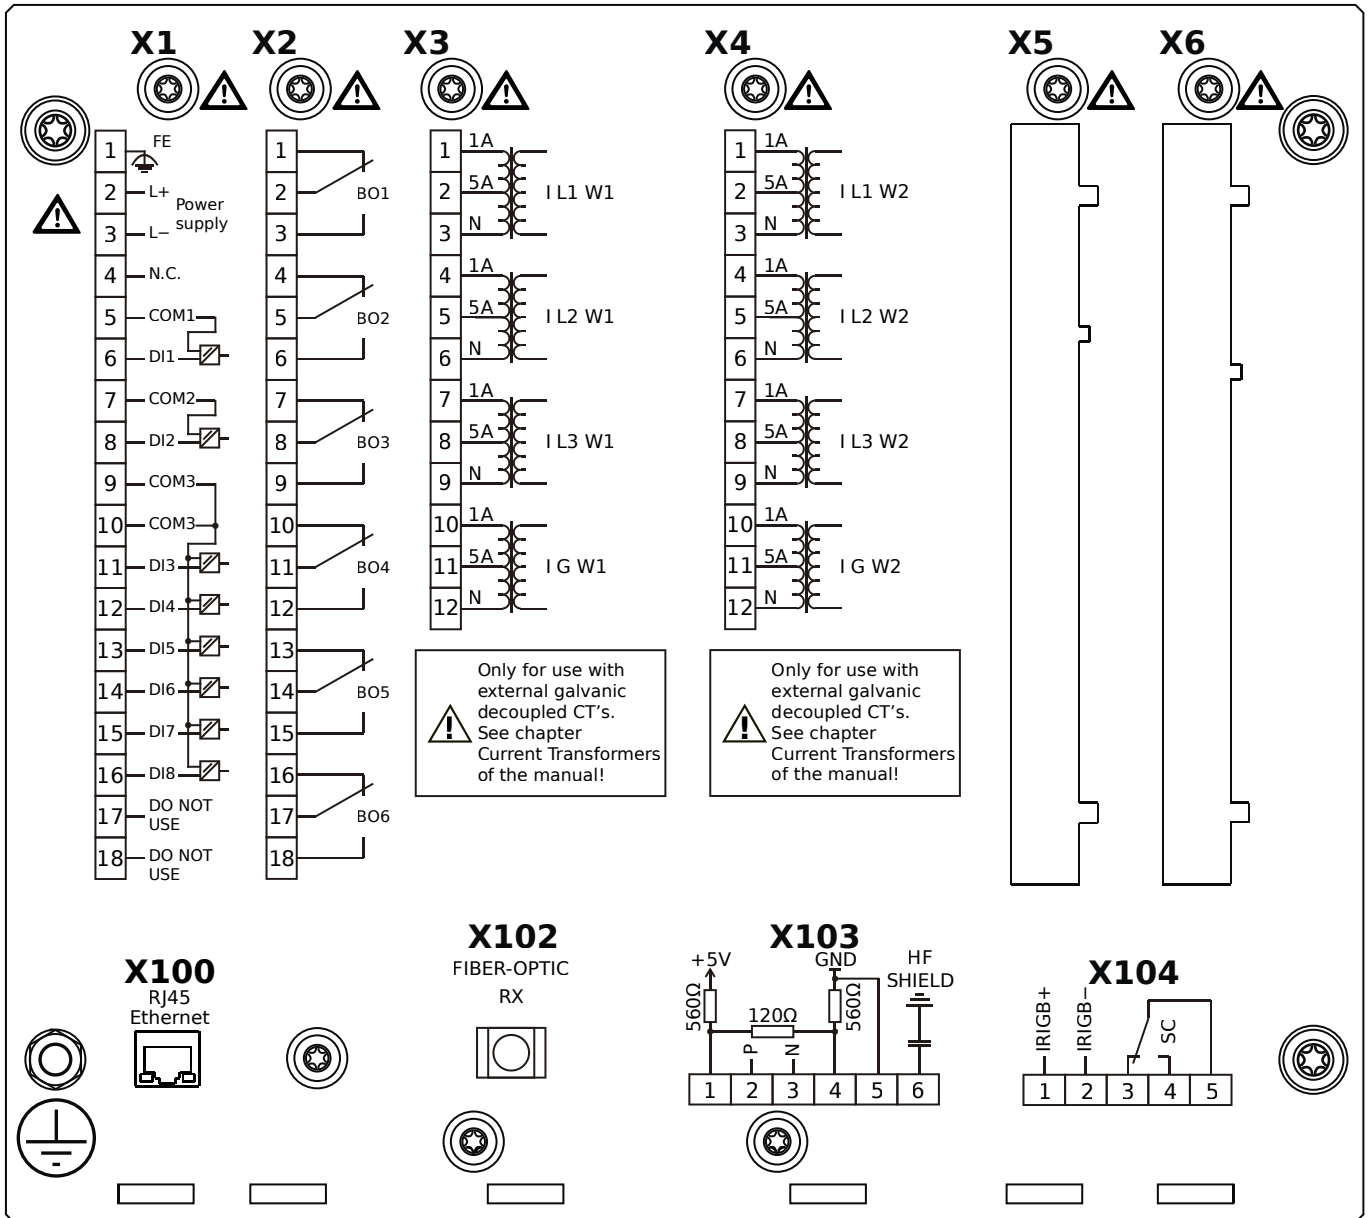 X1
X2
X3
X4
X5
X6
1
FE
2
L+
Power
supply
3
L−
4
N.C.
5
COM1
6
DI1
7
COM2
8
DI2
9
COM3
10
COM3
11
DI3
12
DI4
13
DI5
14
DI6
15
DI7
16
DI8
17
DO NOT
USE
18
DO NOT
USE
1
2
BO1
3
4
5
BO2
6
7
8
BO3
9
10
11
BO4
12
13
14
BO5
15
16
17
BO6
18
1
1A
2
5A
I L1 W1
3
N
4
1A
5
5A
I L2 W1
6
N
7
1A
8
5A
I L3 W1
9
N
10
1A
11
5A
I G W1
12
N
Only for use with
external galvanic
decoupled CT's.
See chapter
Current Transformers
of the manual!
1
1A
2
5A
I L1 W2
3
N
4
1A
5
5A
I L2 W2
6
N
7
1A
8
5A
I L3 W2
9
N
10
1A
11
5A
I G W2
12
N
Only for use with
external galvanic
decoupled CT's.
See chapter
Current Transformers
of the manual!
X100
RJ45
Ethernet
X102
FIBER-OPTIC
RX
X103
+5V
GND
HF
SHIELD
560Ω
120Ω
560Ω
P
N
1 2 3 4 5 6
X104
IRIGB+
IRIGB−
SC
1 2 3 4 5